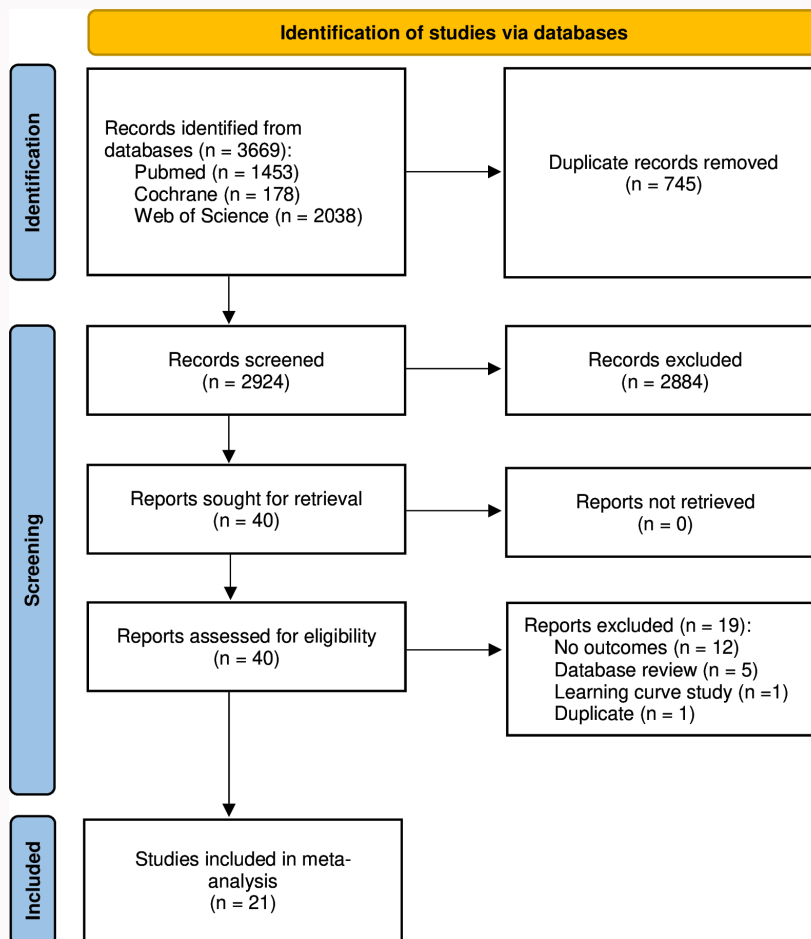 Identification of studies via databases
Identification
Records identified from
databases (n = 3669):
Pubmed (n = 1453)
Cochrane (n = 178)
Web of Science (n = 2038)
Duplicate records removed
(n = 745)
Screening
Records screened
(n = 2924)
Records excluded
(n = 2884)
Reports sought for retrieval
(n = 40)
Reports not retrieved
(n = 0)
Reports assessed for eligibility
(n = 40)
Reports excluded (n = 19):
No outcomes (n = 12)
Database review (n = 5)
Learning curve study (n =1)
Duplicate (n = 1)
Included
Studies included in meta-
analysis
(n = 21)